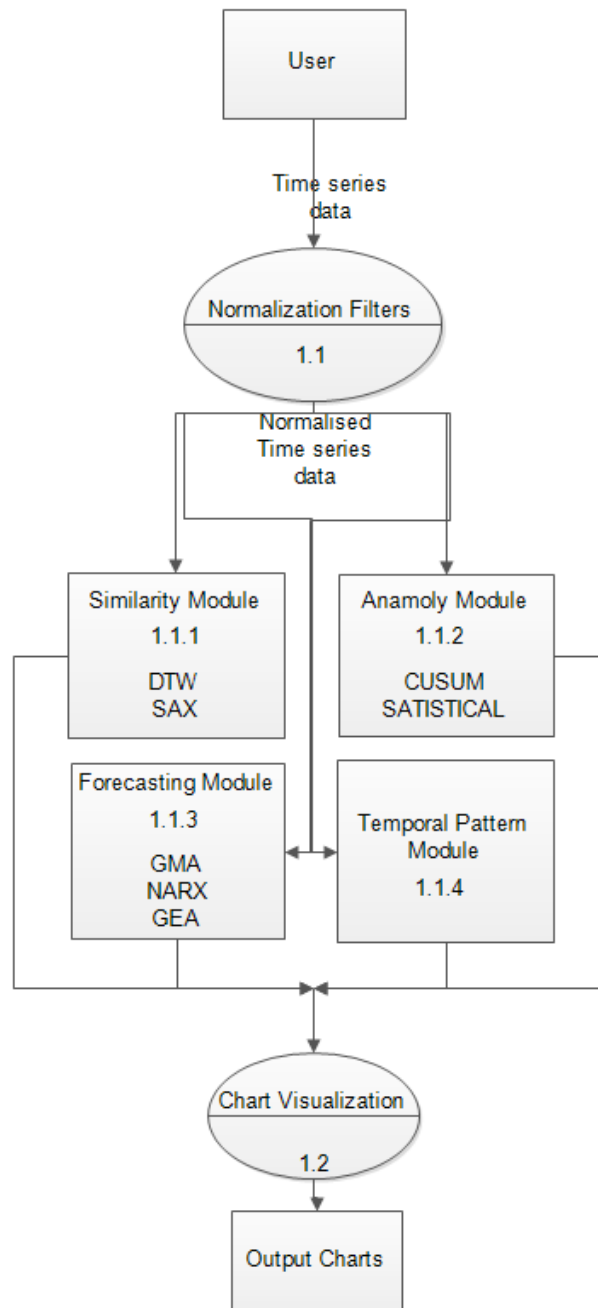 User
Time series
data
Normalization Filters
1.1
Normalised
Time series
data
Similarity Module
1.1.1
DTW
SAX
Anamoly Module
1.1.2
CUSUM
SATISTICAL
Forecasting Module
1.1.3
GMA
NARX
GEA
Temporal Pattern
Module
1.1.4
Chart Visualization
1.2
Output Charts